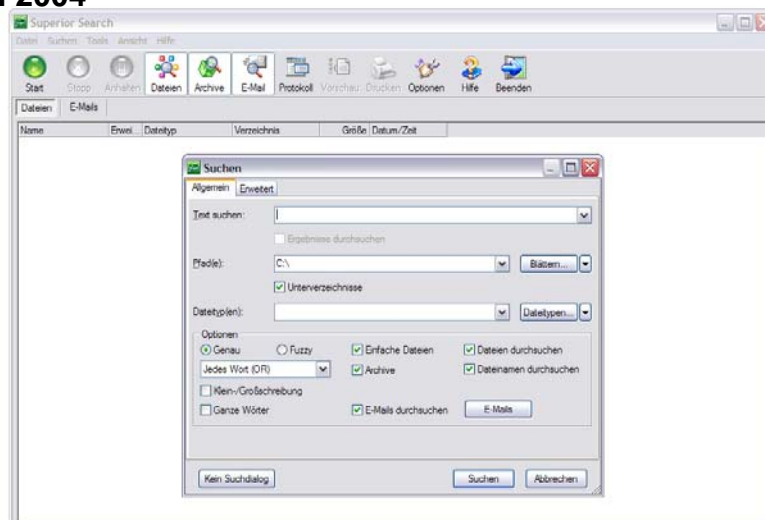 2004
Superior Search
Datei Suchen Tools Ansicht Hilfe
Start Stopp Anhalten Dateien Archive E-Mail Protokoll Vorschau Drucken Optionen Hilfe Beenden
Dateien E-Mails
Name Erwei... Dateityp Verzeichnis Größe Datum/Zeit
Suchen
Allgemein Erweitert
Text suchen:
Ergebnisse durchsuchen
Pfad(e): C:\ Blättern...
Unterverzeichnisse
Dateityp(en): Dateitypen...
Optionen
Genau Fuzzy Einfache Dateien Dateien durchsuchen
Jedes Wort (OR) Archive Dateinamen durchsuchen
Klein-/Großschreibung
Ganze Wörter E-Mails durchsuchen E-Mails
Kein Suchdialog Suchen Abbrechen